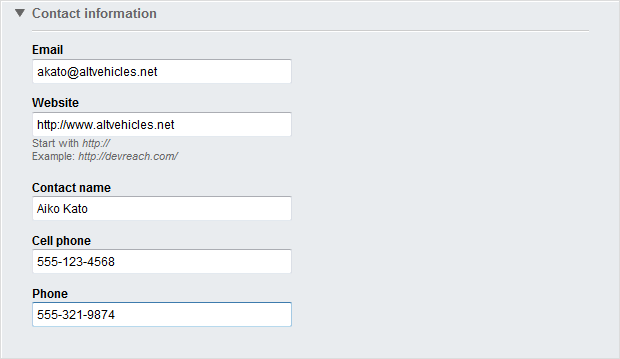 Contact information
Email
akato@altvehicles.net
Website
http://www.altvehicles.net
Start with http://
Example: http://devreach.com/
Contact name
Aiko Kato
Cell phone
555-123-4568
Phone
555-321-9874